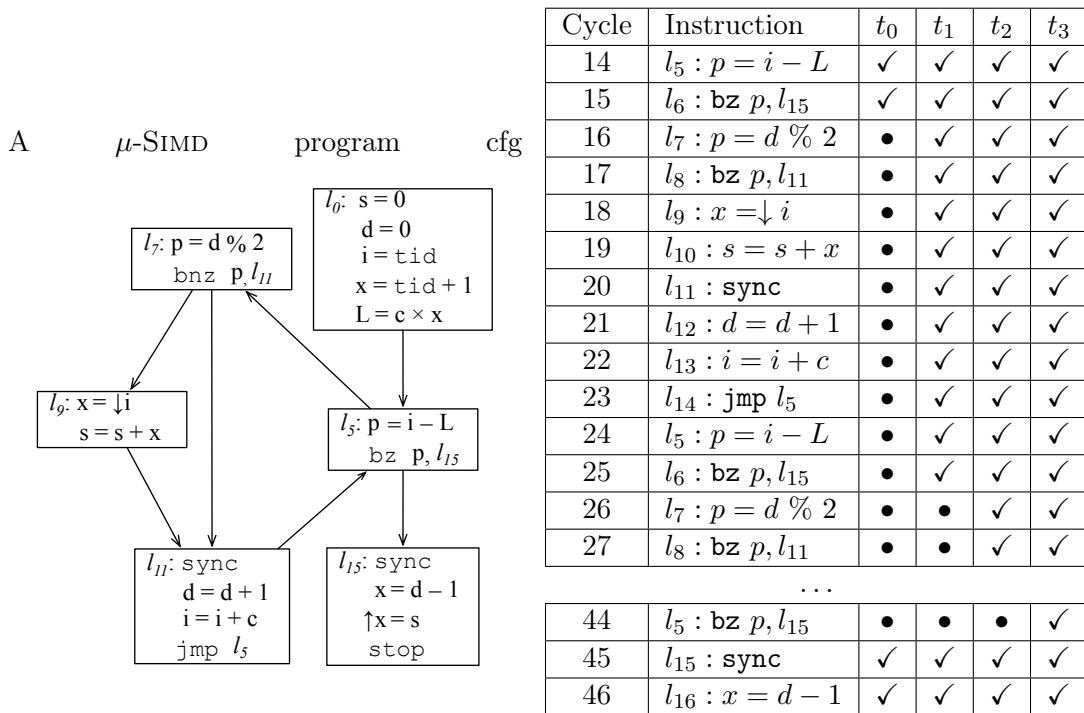 A μ-SIMD program cfg
l0: s = 0
d = 0
i = tid
x = tid + 1
L = c × x
l7: p = d % 2
bnz p, l11
l9: x = ↓i
s = s + x
l5: p = i – L
bz p, l15
l11: sync
d = d + 1
i = i + c
jmp l5
l15: sync
x = d – 1
↑x = s
stop
Cycle Instruction t0 t1 t2 t3
14 l5 : p = i − L ✓ ✓ ✓ ✓
15 l6 : bz p, l15 ✓ ✓ ✓ ✓
16 l7 : p = d % 2 • ✓ ✓ ✓
17 l8 : bz p, l11 • ✓ ✓ ✓
18 l9 : x =↓ i • ✓ ✓ ✓
19 l10 : s = s + x • ✓ ✓ ✓
20 l11 : sync • ✓ ✓ ✓
21 l12 : d = d + 1 • ✓ ✓ ✓
22 l13 : i = i + c • ✓ ✓ ✓
23 l14 : jmp l5 • ✓ ✓ ✓
24 l5 : p = i − L • ✓ ✓ ✓
25 l6 : bz p, l15 • ✓ ✓ ✓
26 l7 : p = d % 2 • • ✓ ✓
27 l8 : bz p, l11 • • ✓ ✓
...
44 l5 : bz p, l15 • • • ✓
45 l15 : sync ✓ ✓ ✓ ✓
46 l16 : x = d − 1 ✓ ✓ ✓ ✓